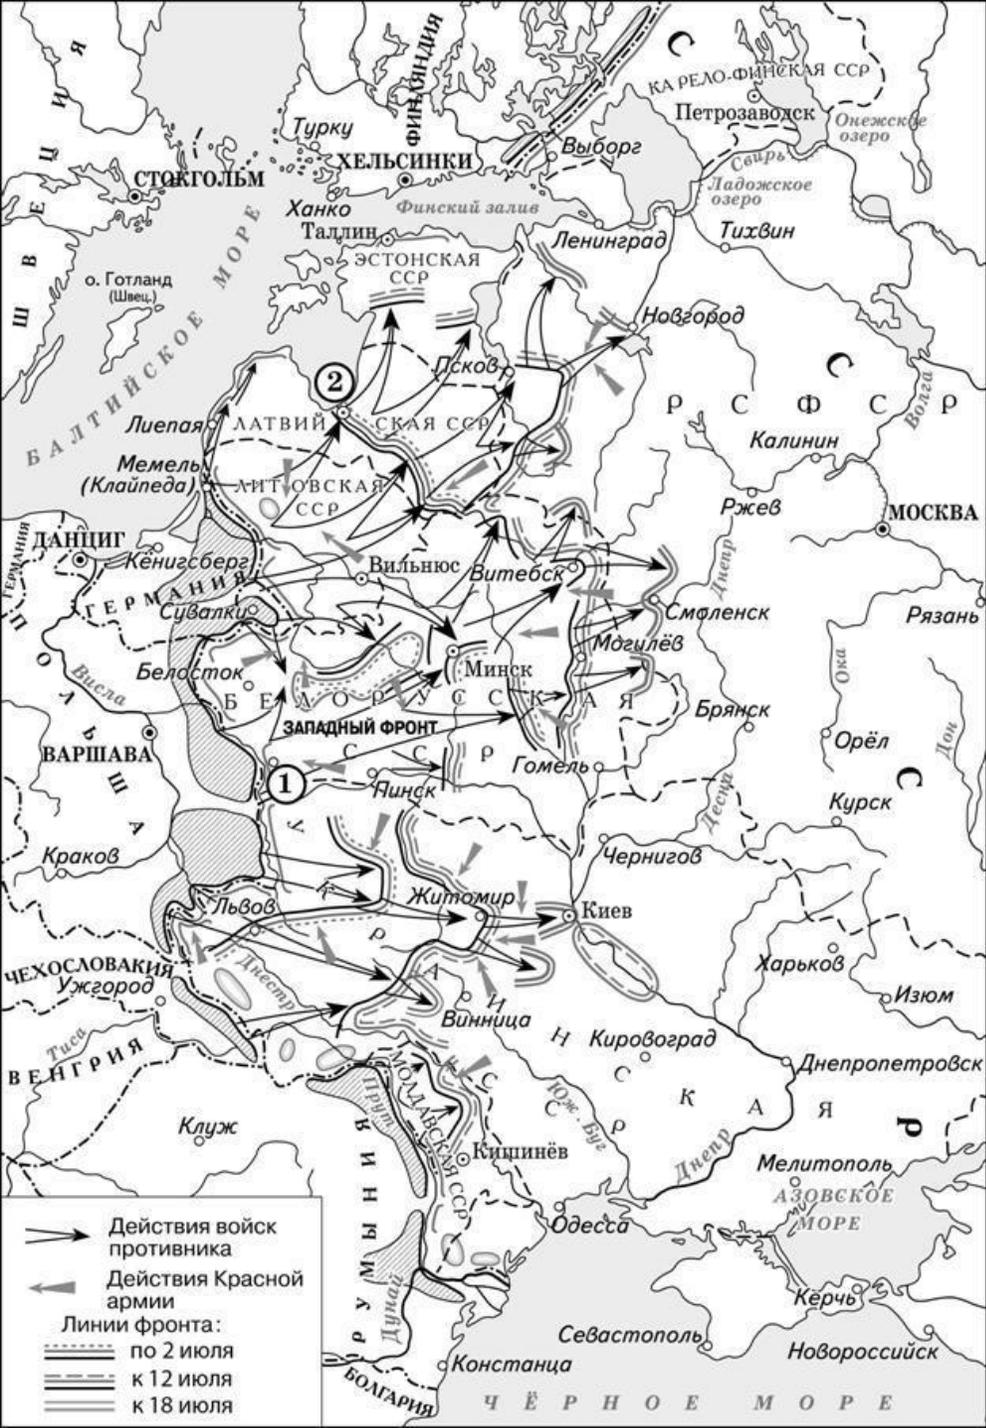 ШВЕЦИЯ
ФИНЛЯНДИЯ
С
КАРЕЛО-ФИНСКАЯ ССР
Петрозаводск
Онежское
озеро
Турку
ХЕЛЬСИНКИ
Выборг
Свирь
СТОКГОЛЬМ
Ладожское
озеро
Ханко
Финский залив
Таллин
Ленинград
Тихвин
ЭСТОНСКАЯ
ССР
о. Готланд
(Швец.)
БАЛТИЙСКОЕ МОРЕ
Новгород
Псков
С
2
РСФСР
Волга
Лиепая
ЛАТВИЙСКАЯ ССР
Калинин
Мемель
(Клайпеда)
ЛИТОВСКАЯ
ССР
Ржев
МОСКВА
ГЕРМАНИЯ
ДАНЦИГ
Кёнигсберг
Вильнюс
Витебск
Днепр
ГЕРМАНИЯ
Сувалки
Смоленск
Рязань
ПОЛЬША
Могилёв
Белосток
Минск
Ока
Висла
БЕЛОРУССКАЯ
ССР
Брянск
ЗАПАДНЫЙ ФРОНТ
Орёл
Дон
ВАРШАВА
Гомель
1
Пинск
С
Десна
Курск
УКРАИНСКАЯ
ССР
Краков
Чернигов
Житомир
Львов
Киев
Харьков
ЧЕХОСЛОВАКИЯ
Ужгород
Днестр
Изюм
Винница
Тиса
Кировоград
ВЕНГРИЯ
Днепропетровск
МОЛДАВСКАЯ ССР
Прут
Юж. Буг
Р
Клуж
Кишинёв
Днепр
Мелитополь
АЗОВСКОЕ
МОРЕ
РУМЫНИЯ
Одесса
Дунай
Керчь
Севастополь
Новороссийск
Констанца
БОЛГАРИЯ
ЧЁРНОЕ МОРЕ
Действия войск
противника
Действия Красной
армии
Линии фронта:
по 2 июля
к 12 июля
к 18 июля